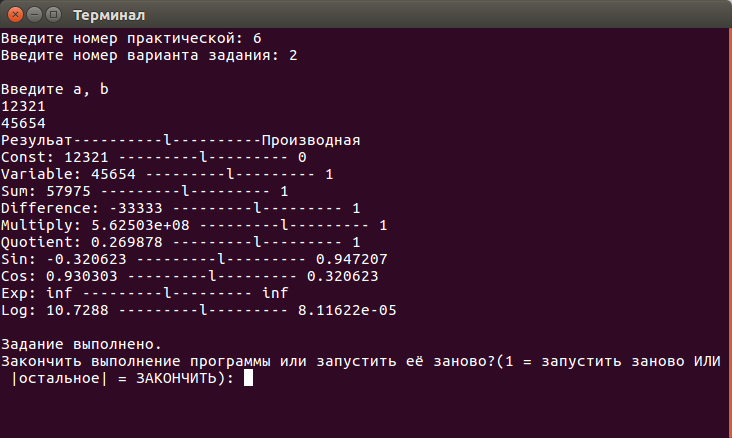 Терминал
Введите номер практической: 6
Введите номер варианта задания: 2
Введите a, b
12321
45654
Резульат----------l----------Производная
Const: 12321 ---------l--------- 0
Variable: 45654 ---------l--------- 1
Sum: 57975 ---------l--------- 1
Difference: -33333 ---------l--------- 1
Multiply: 5.62503e+08 ---------l--------- 1
Quotient: 0.269878 ---------l--------- 1
Sin: -0.320623 ---------l--------- 0.947207
Cos: 0.930303 ---------l--------- 0.320623
Exp: inf ---------l--------- inf
Log: 10.7288 ---------l--------- 8.11622e-05
Задание выполнено.
Закончить выполнение программы или запустить её заново?(1 = запустить заново ИЛИ
|остальное| = ЗАКОНЧИТЬ):